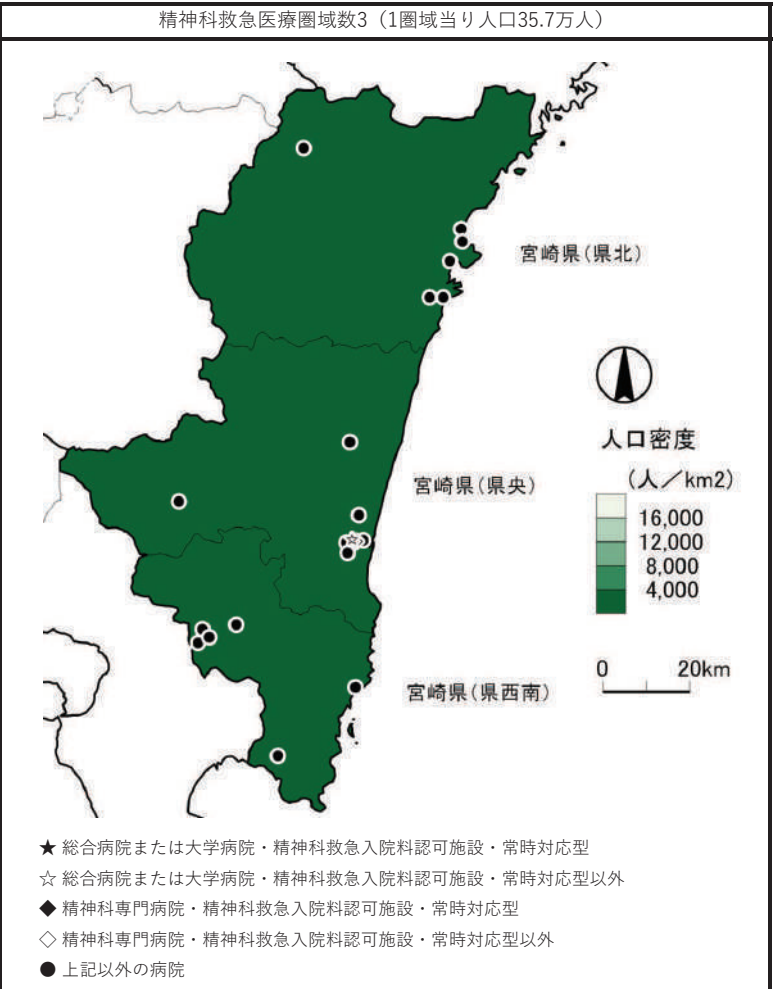 精神科救急医療圏域数3（1圏域当り人口35.7万人）
宮崎県(県北)
人口密度
(人／km2)
宮崎県(県央)
16,000
12,000
8,000
4,000
0 20km
宮崎県(県西南)
★ 総合病院または大学病院・精神科救急入院料認可施設・常時対応型
☆ 総合病院または大学病院・精神科救急入院料認可施設・常時対応型以外
◆ 精神科専門病院・精神科救急入院料認可施設・常時対応型
◇ 精神科専門病院・精神科救急入院料認可施設・常時対応型以外
● 上記以外の病院